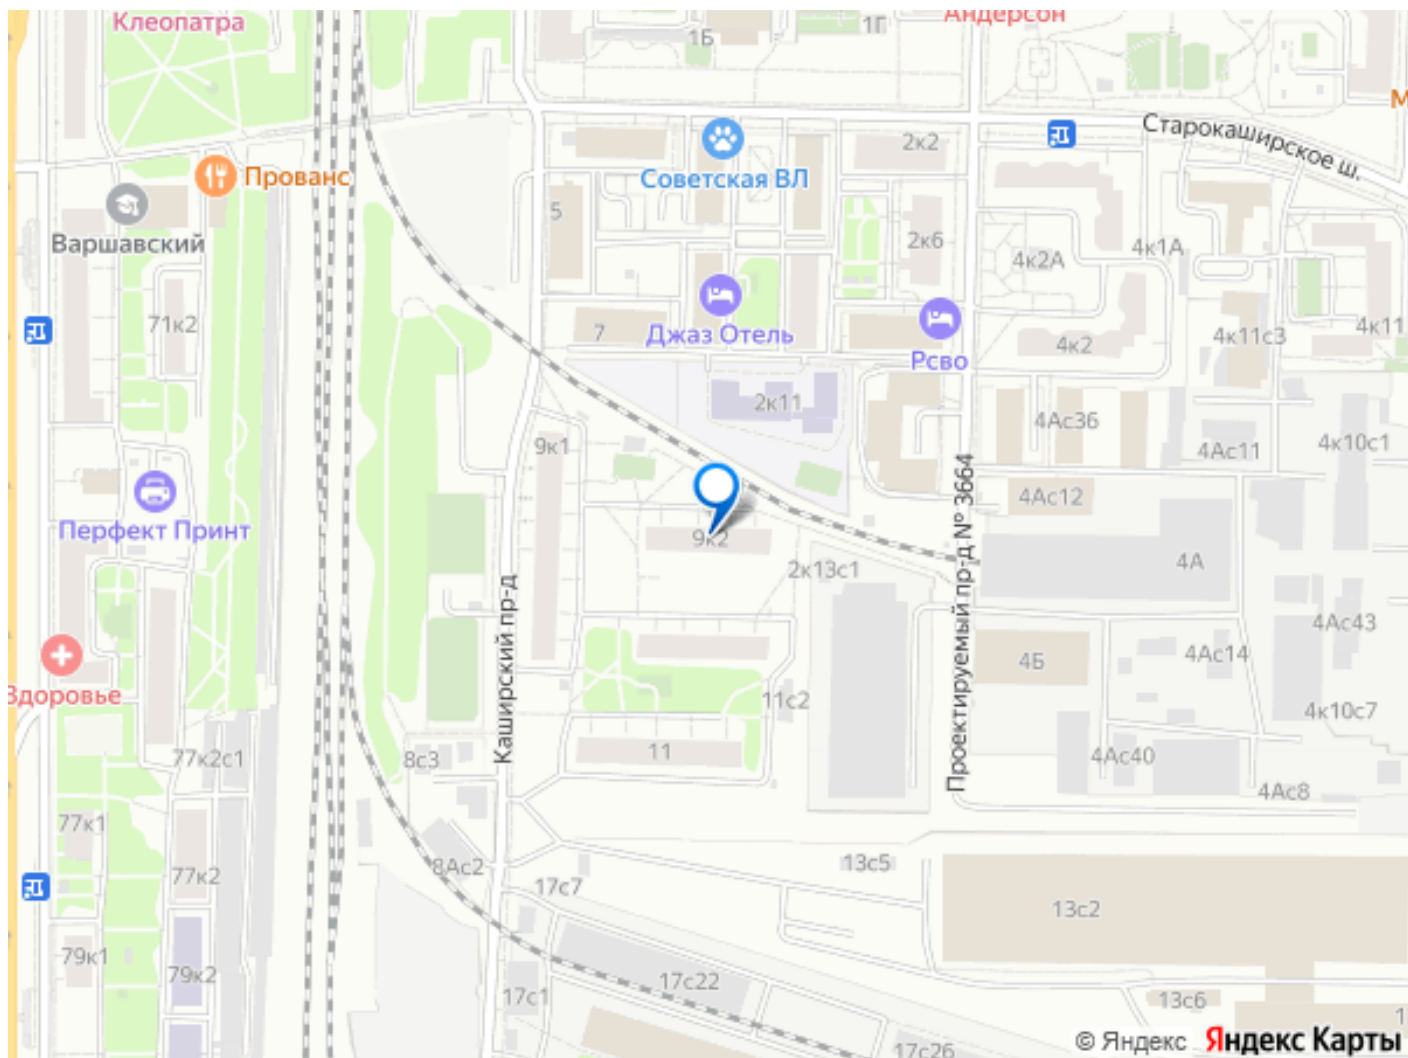 Клеопатра
1Б
1Г
Андерсон
М
Старокаширское ш.
Прованс
Советская ВЛ
2к2
Варшавский
5
2к6
4к2А
4к1А
71к2
7
Джаз Отель
Рсво
4к2
4к11с3
4к11
2к11
4Ас36
4Ас11
4к10с1
9к1
Перфект Принт
4Ас12
Проектируемый пр-д № 3664
9к2
2к13с1
4А
Каширский пр-д
4Ас43
4Б
4Ас14
Здоровье
11с2
4к10с7
77к2с1
8с3
11
4Ас40
4Ас8
77к1
8Ас2
13с5
77к2
17с7
13с2
79к1
79к2
17с22
17с1
13с6
1
17с26
© Яндекс Яндекс Карты